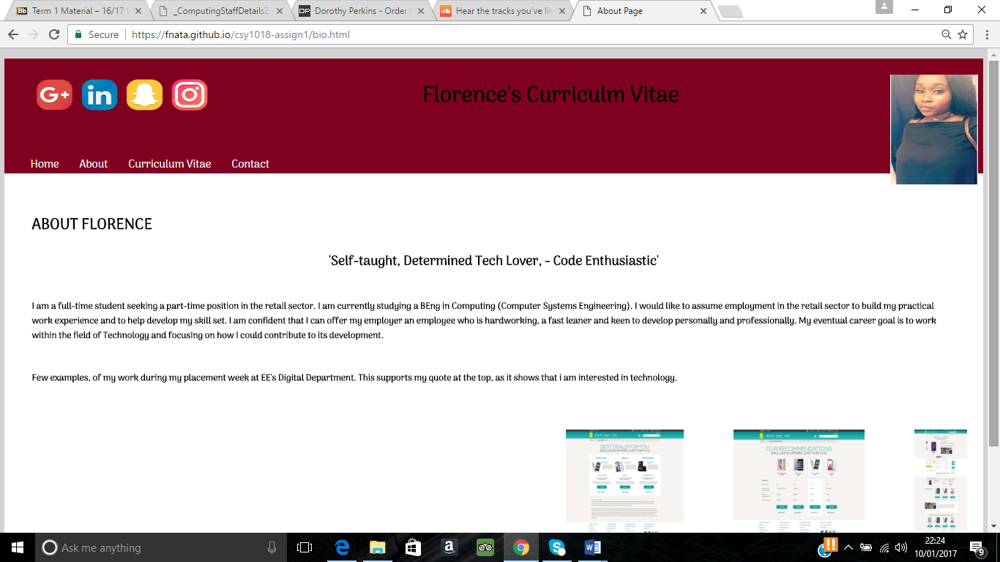 Term 1 Material – 16/17
_ComputingStaffDetails2
Dorothy Perkins - Order
Hear the tracks you've li
About Page
Secure https://fnata.github.io/csy1018-assign1/bio.html
G+ in
Florence's Curriculm Vitae
Home About Curriculum Vitae Contact
ABOUT FLORENCE
'Self-taught, Determined Tech Lover, - Code Enthusiastic'
I am a full-time student seeking a part-time position in the retail sector. I am currently studying a BEng in Computing (Computer Systems Engineering). I would like to assume employment in the retail sector to build my practical
work experience and to help develop my skill set. I am confident that I can offer my employer an employee who is hardworking, a fast leaner and keen to develop personally and professionally. My eventual career goal is to work
within the field of Technology and focusing on how I could contribute to its development.
Few examples, of my work during my placement week at EE's Digital Department. This supports my quote at the top, as it shows that i am interested in technology.
BEST DEALS FOR YOU
EXCLUSIVE OFFERS, JUST FOR YOU
OUR RECOMMENDATIONS
EXCLUSIVE OFFERS, JUST FOR YOU
Ask me anything
22:24
10/01/2017
9